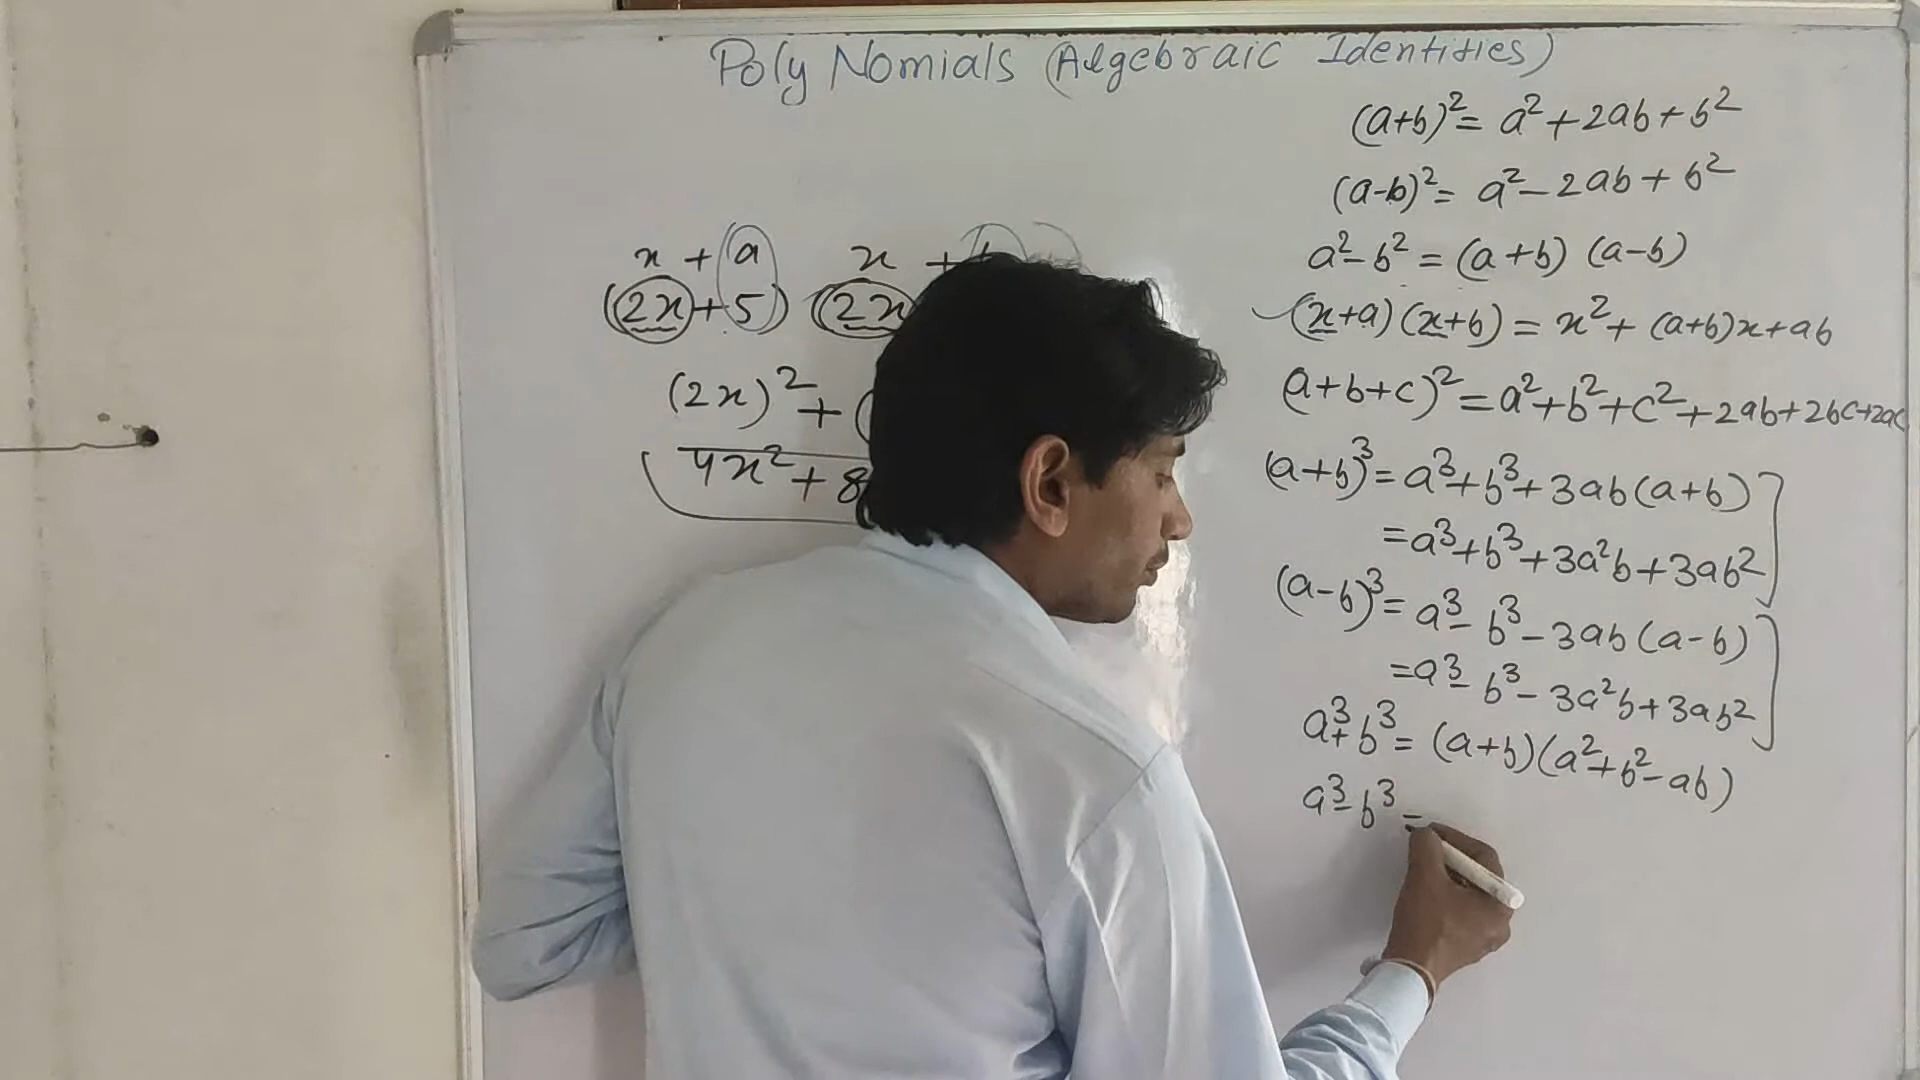 Poly Nomials (Algebraic Identities)
(a+b)² = a² + 2ab + b²
(a-b)² = a² - 2ab + b²
a² - b² = (a+b) (a-b)
(x+a) (x+b) = x² + (a+b)x + ab
(a+b+c)² = a² + b² + c² + 2ab + 2bc + 2ac
(a+b)³ = a³ + b³ + 3ab(a+b)
= a³ + b³ + 3a²b + 3ab²
(a-b)³ = a³ - b³ - 3ab(a-b)
= a³ - b³ - 3a²b + 3ab²
a³ + b³ = (a+b)(a² + b² - ab)
a³ - b³ =
x + a x +
(2x + 5) (2x
(2x)² + (
4x² + 8